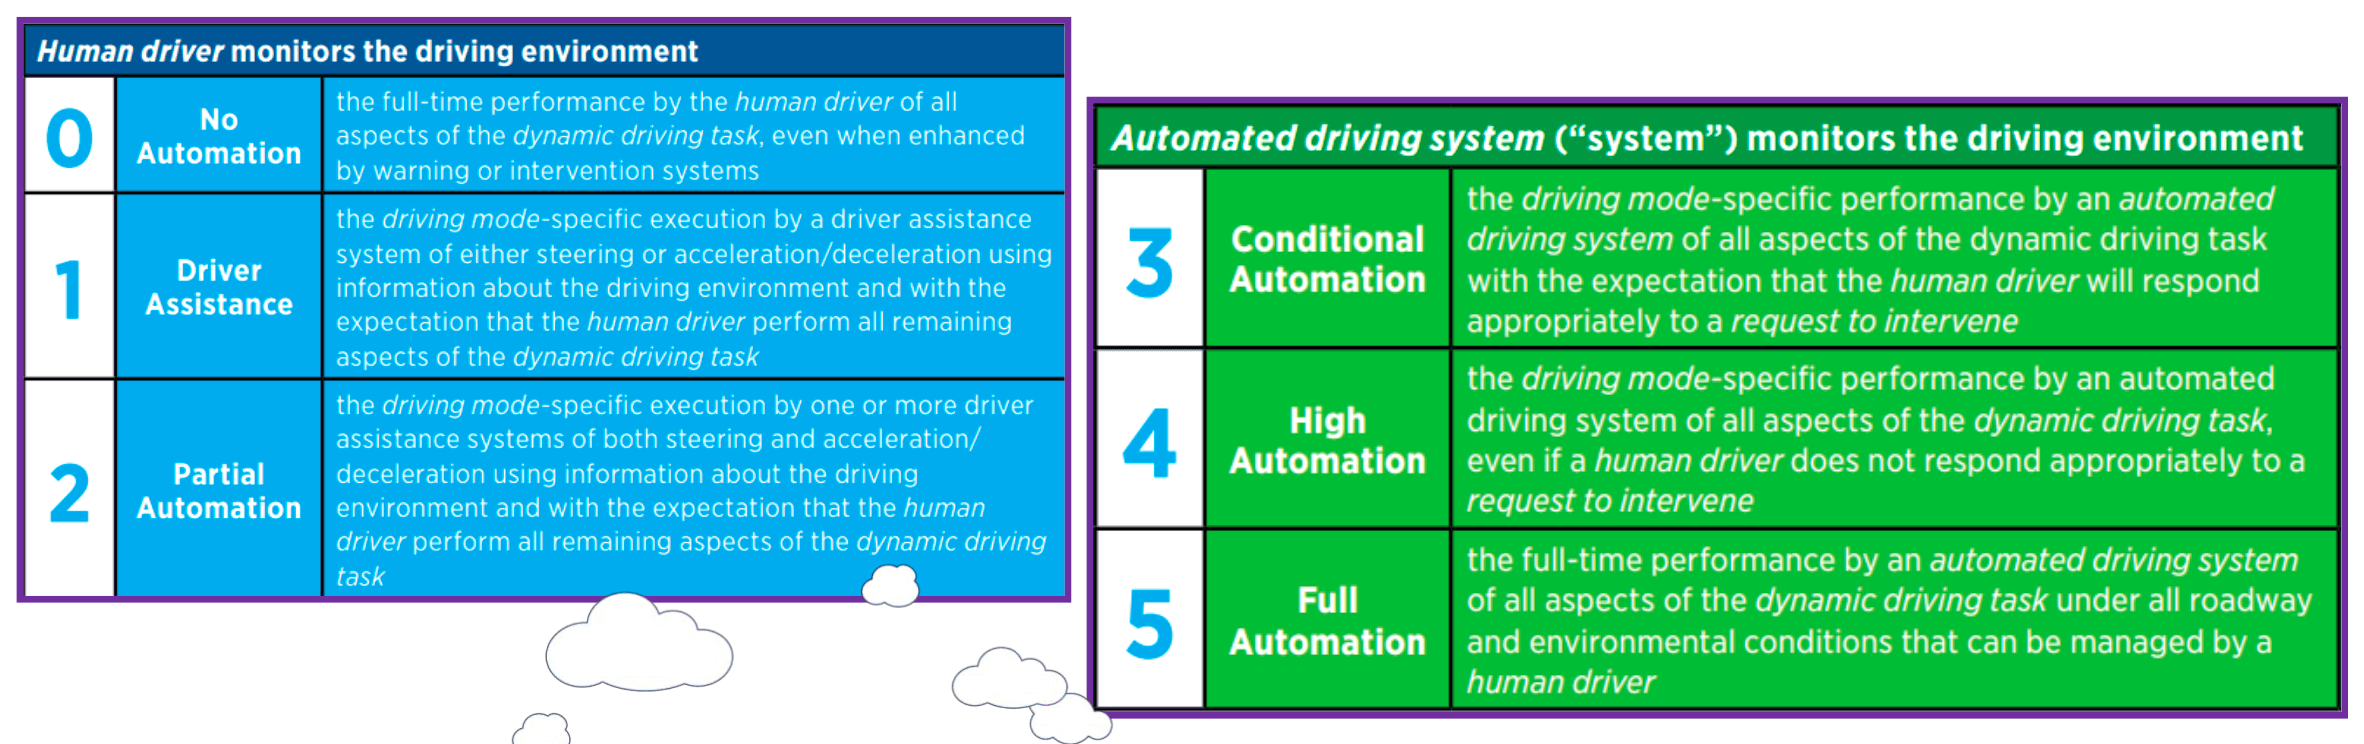 Human driver monitors the driving environment
0
No
Automation
the full-time performance by the human driver of all
aspects of the dynamic driving task, even when enhanced
by warning or intervention systems
1
Driver
Assistance
the driving mode-specific execution by a driver assistance
system of either steering or acceleration/deceleration using
information about the driving environment and with the
expectation that the human driver perform all remaining
aspects of the dynamic driving task
2
Partial
Automation
the driving mode-specific execution by one or more driver
assistance systems of both steering and acceleration/
deceleration using information about the driving
environment and with the expectation that the human
driver perform all remaining aspects of the dynamic driving
task
Automated driving system (“system”) monitors the driving environment
3
Conditional
Automation
the driving mode-specific performance by an automated
driving system of all aspects of the dynamic driving task
with the expectation that the human driver will respond
appropriately to a request to intervene
4
High
Automation
the driving mode-specific performance by an automated
driving system of all aspects of the dynamic driving task,
even if a human driver does not respond appropriately to a
request to intervene
5
Full
Automation
the full-time performance by an automated driving system
of all aspects of the dynamic driving task under all roadway
and environmental conditions that can be managed by a
human driver